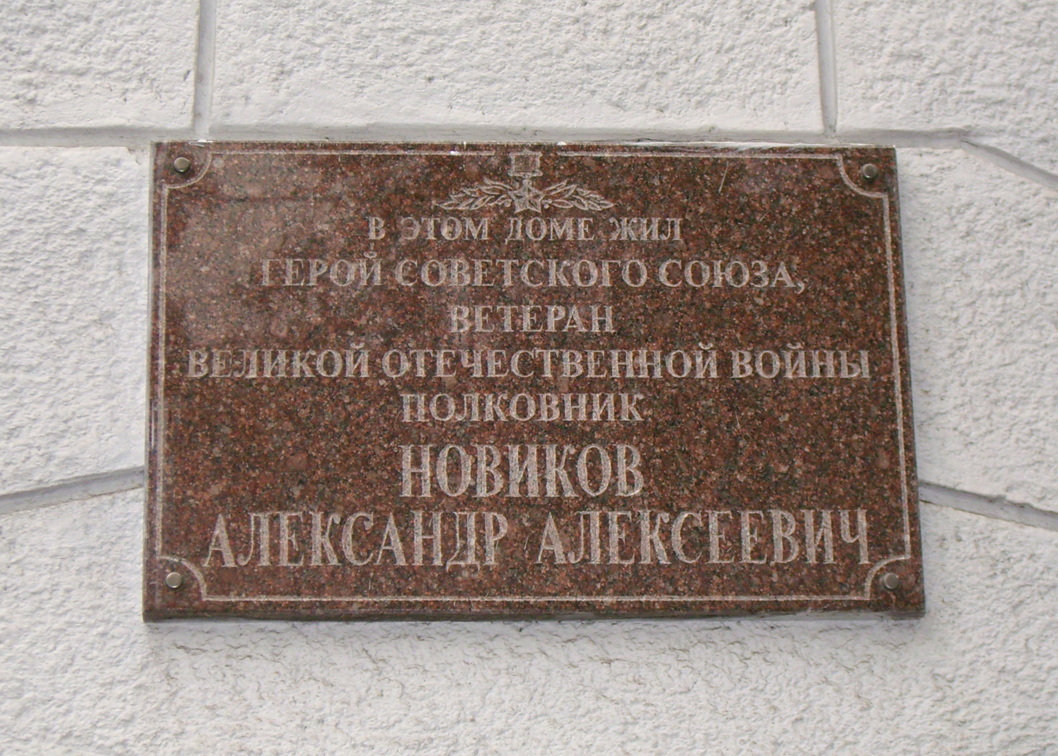 В ЭТОМ ДОМЕ ЖИЛ
ГЕРОЙ СОВЕТСКОГО СОЮЗА,
ВЕТЕРАН
ВЕЛИКОЙ ОТЕЧЕСТВЕННОЙ ВОЙНЫ
ПОЛКОВНИК
НОВИКОВ
АЛЕКСАНДР АЛЕКСЕЕВИЧ